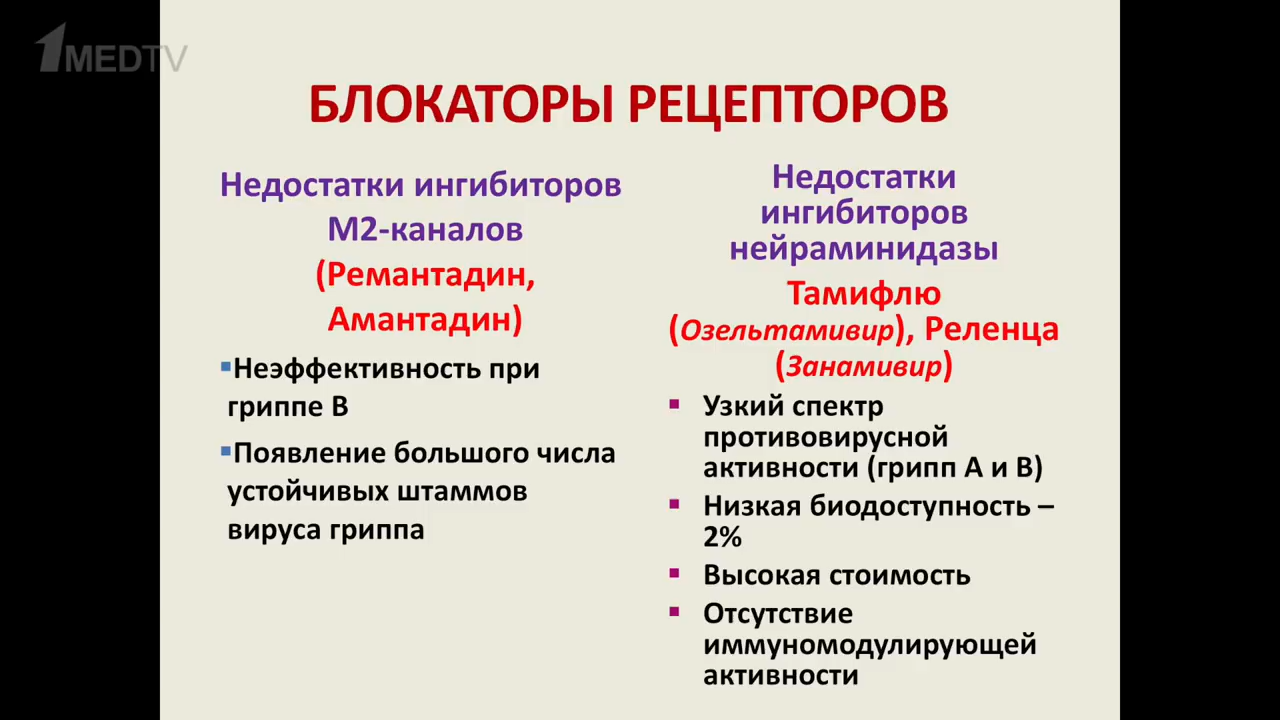 1MEDTV
БЛОКАТОРЫ РЕЦЕПТОРОВ
Недостатки ингибиторов
М2-каналов
(Ремантадин,
Амантадин)
▪Неэффективность при
гриппе В
▪Появление большого числа
устойчивых штаммов
вируса гриппа
Недостатки
ингибиторов
нейраминидазы
Тамифлю
(Озельтамивир), Реленца
(Занамивир)
▪ Узкий спектр
противовирусной
активности (грипп А и В)
▪ Низкая биодоступность –
2%
▪ Высокая стоимость
▪ Отсутствие
иммуномодулирующей
активности